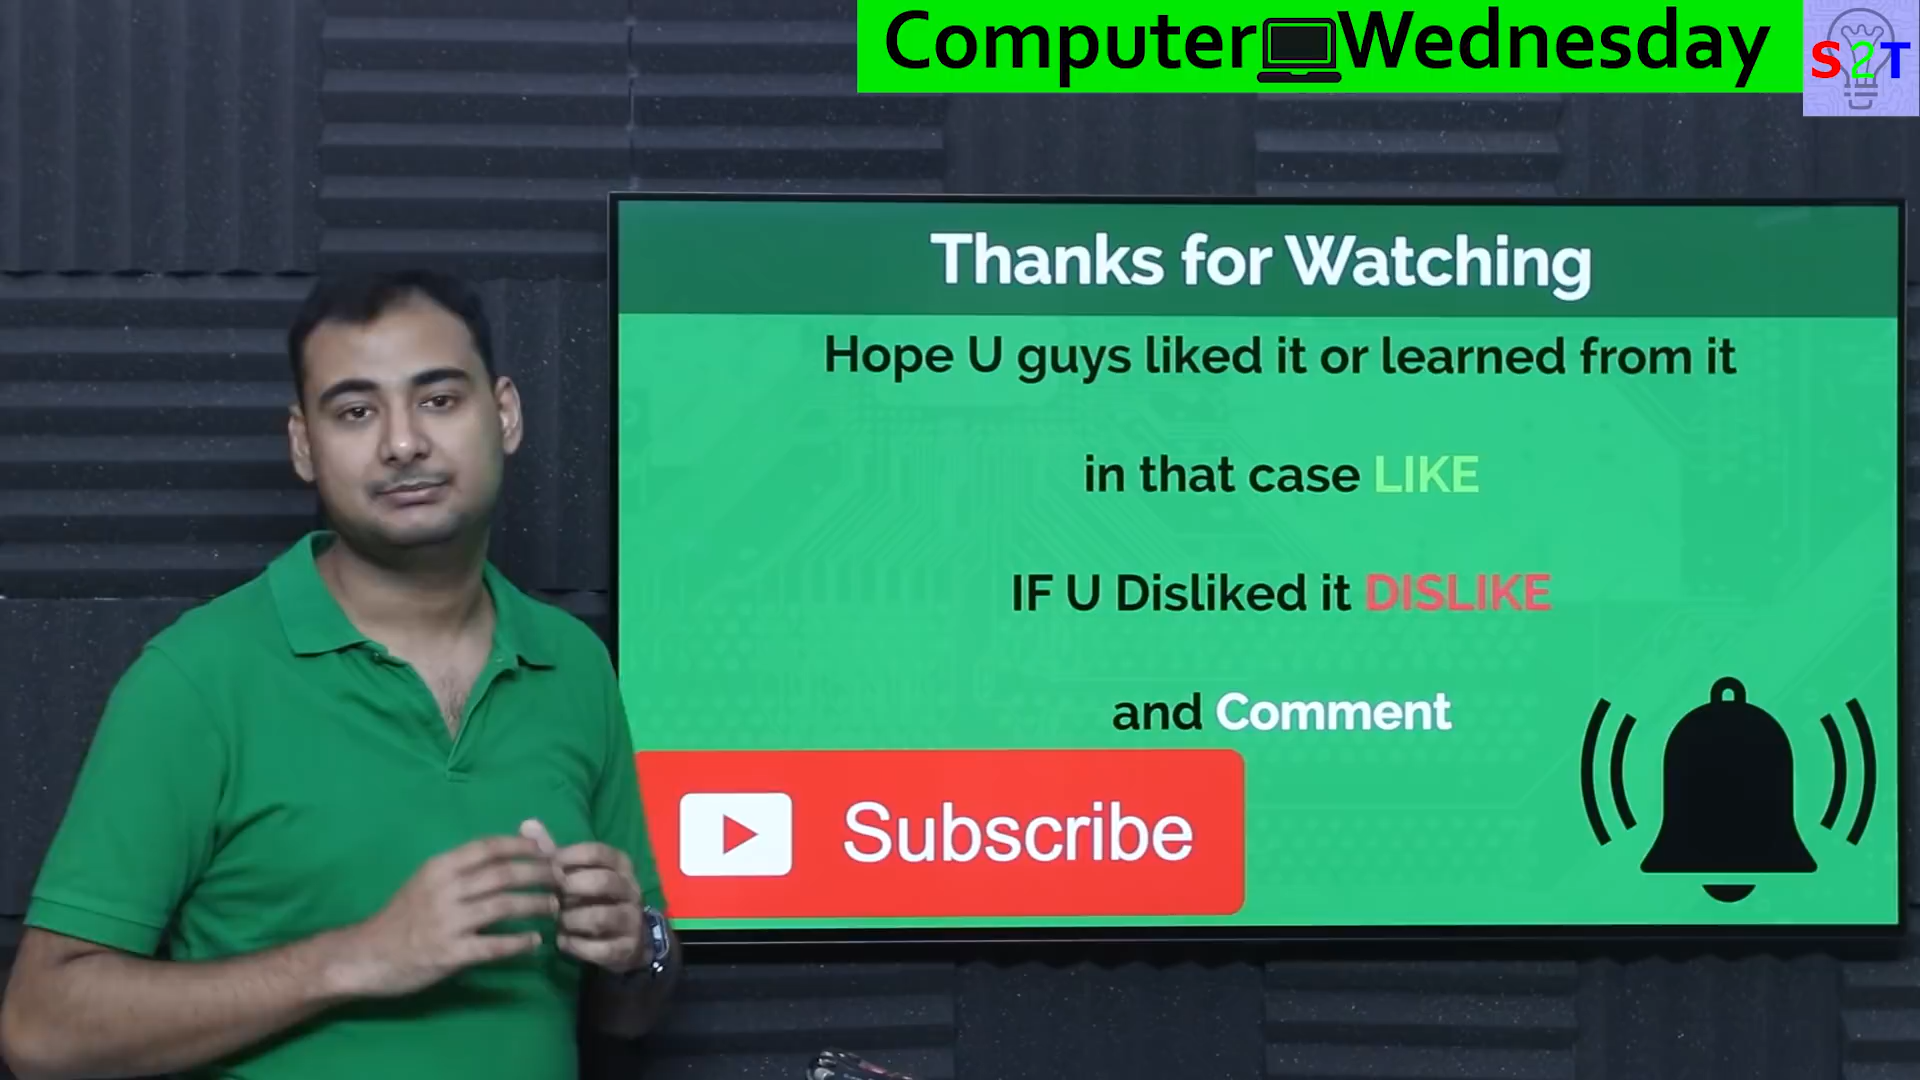 Computer Wednesday
S2T
Thanks for Watching
Hope U guys liked it or learned from it
in that case LIKE
IF U Disliked it DISLIKE
and Comment
Subscribe